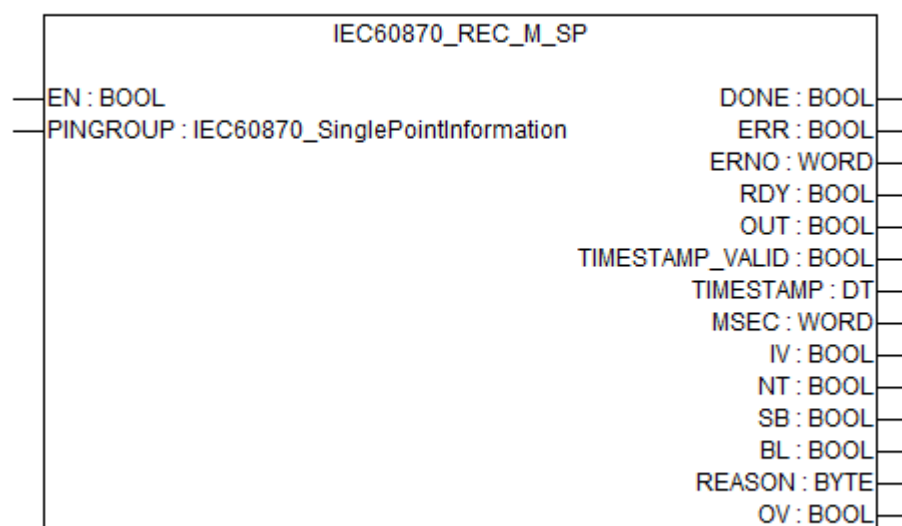 IEC60870_REC_M_SP
EN : BOOL
DONE : BOOL
PINGROUP : IEC60870_SinglePointInformation
ERR : BOOL
ERNO : WORD
RDY : BOOL
OUT : BOOL
TIMESTAMP_VALID : BOOL
TIMESTAMP : DT
MSEC : WORD
IV : BOOL
NT : BOOL
SB : BOOL
BL : BOOL
REASON : BYTE
OV : BOOL